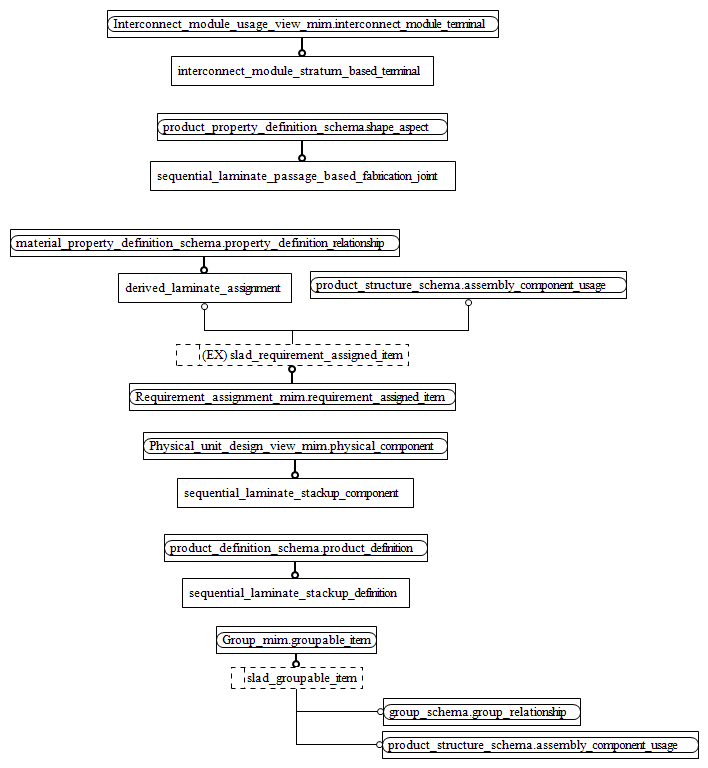 Interconnect_module_usage_view_mim.interconnect_module_terminal
interconnect_module_stratum_based_terminal
product_property_definition_schema.shape_aspect
sequential_laminate_passage_based_fabrication_joint
material_property_definition_schema.property_definition_relationship
derived_laminate_assignment
product_structure_schema.assembly_component_usage
(EX) slad_requirement_assigned_item
Requirement_assignment_mim.requirement_assigned_item
Physical_unit_design_view_mim.physical_component
sequential_laminate_stackup_component
product_definition_schema.product_definition
sequential_laminate_stackup_definition
Group_mim.groupable_item
slad_groupable_item
group_schema.group_relationship
product_structure_schema.assembly_component_usage